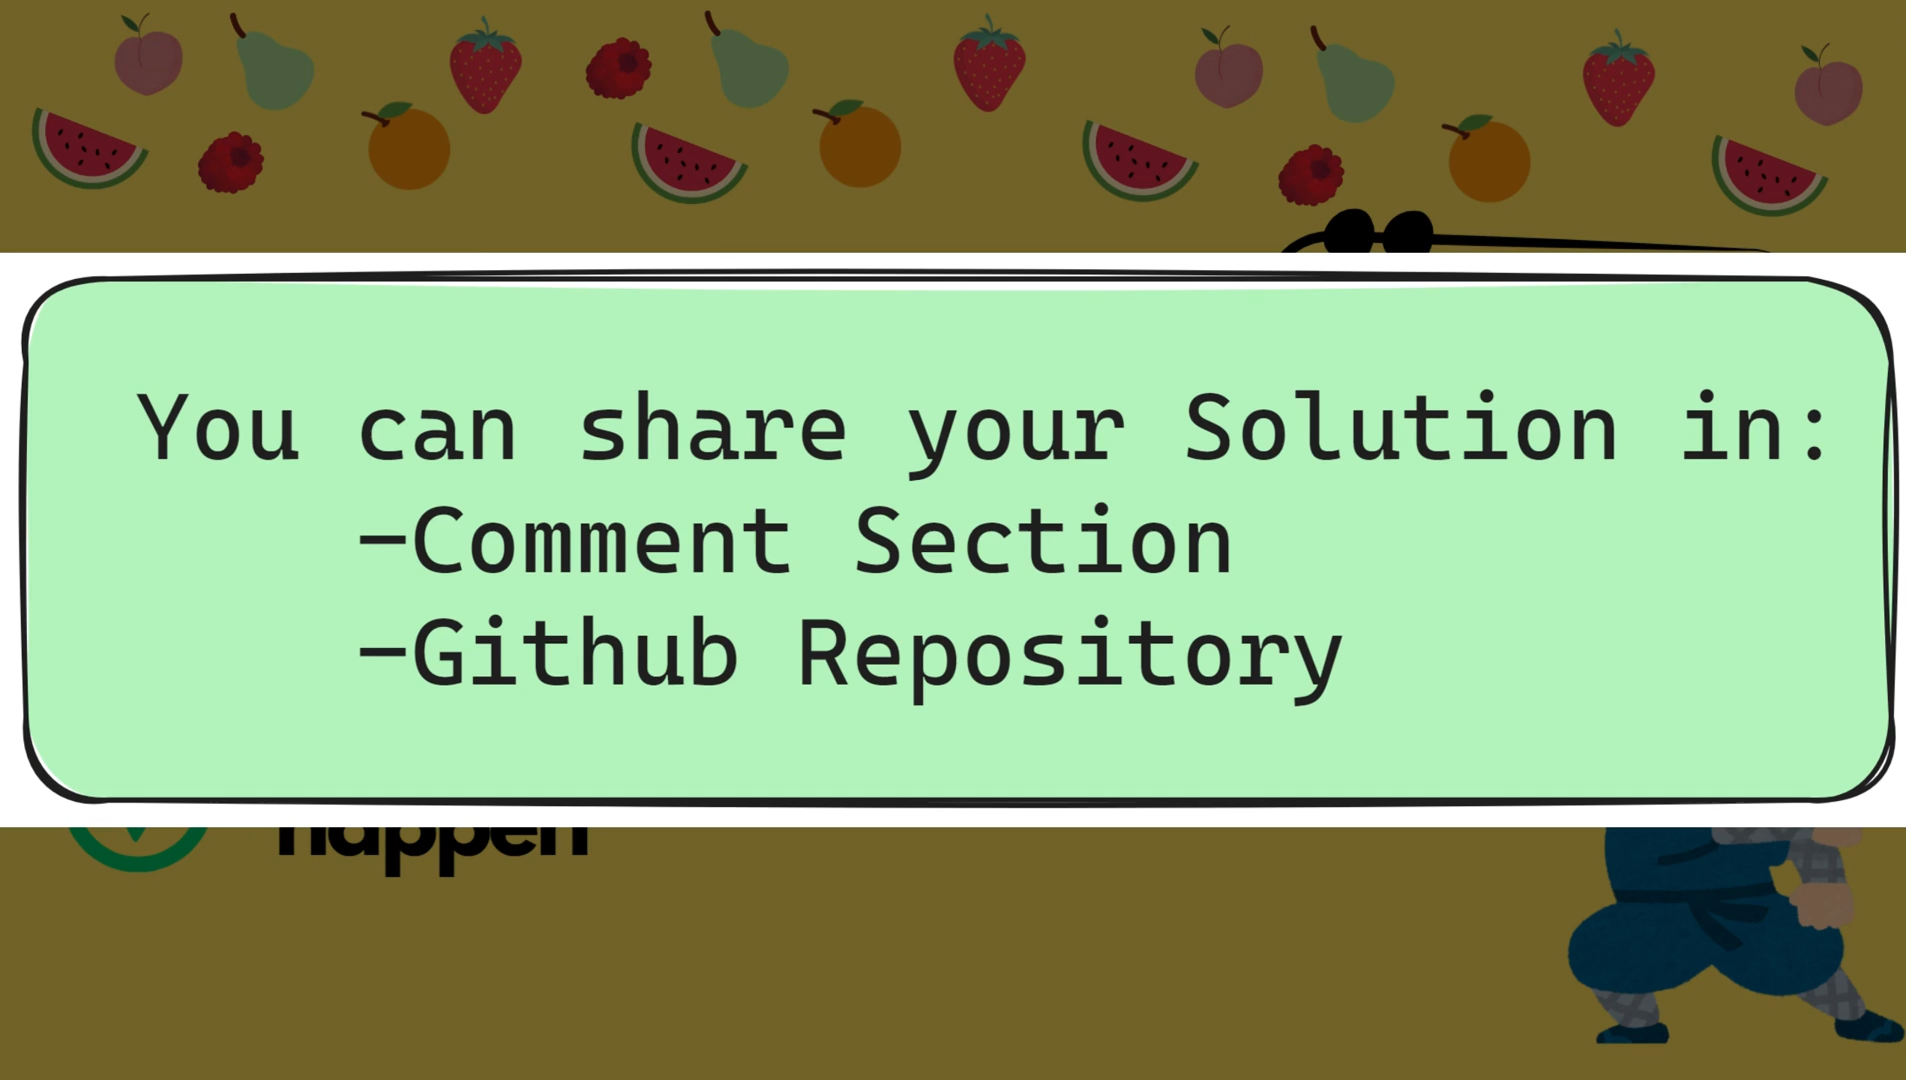 You can share your Solution in:
-Comment Section
-Github Repository
happen